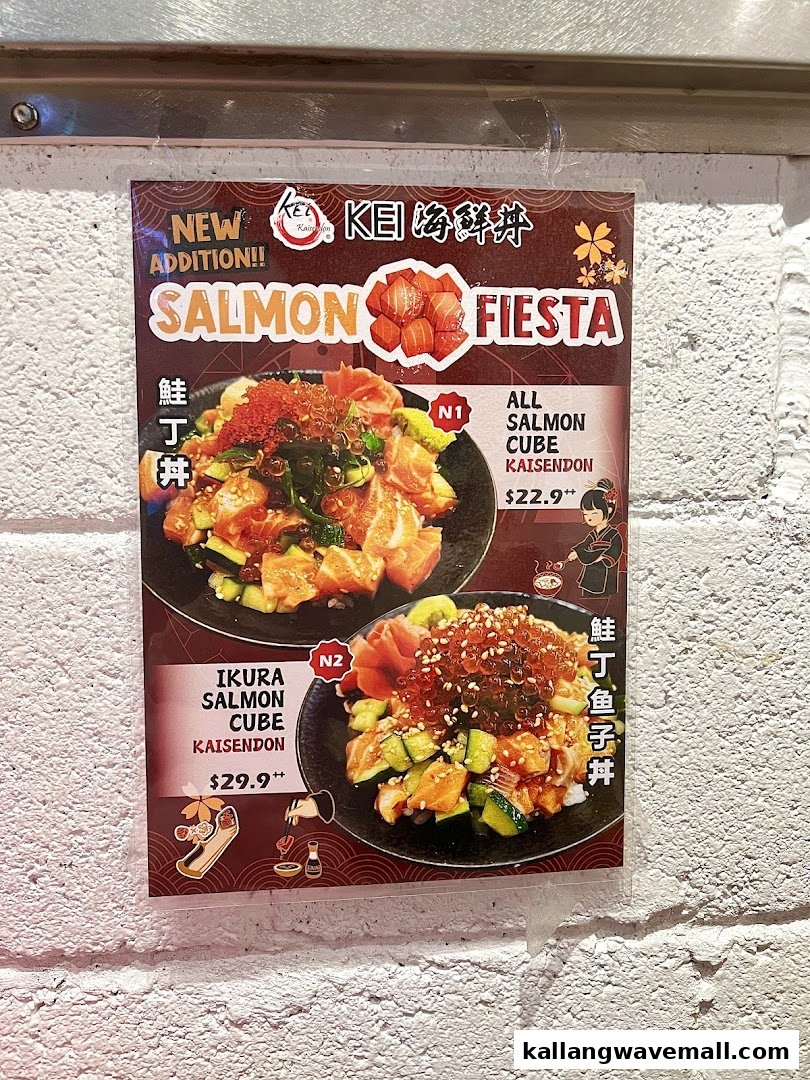 NEW
ADDITION!!
KEI
Kaisendon
®
KEI 海鮮丼
SALMON FIESTA
鮭丁丼
N1
ALL
SALMON
CUBE
KAISENDON
$22.9++
N2
IKURA
SALMON
CUBE
KAISENDON
$29.9++
鮭丁鱼子丼
kallangwavemall.com